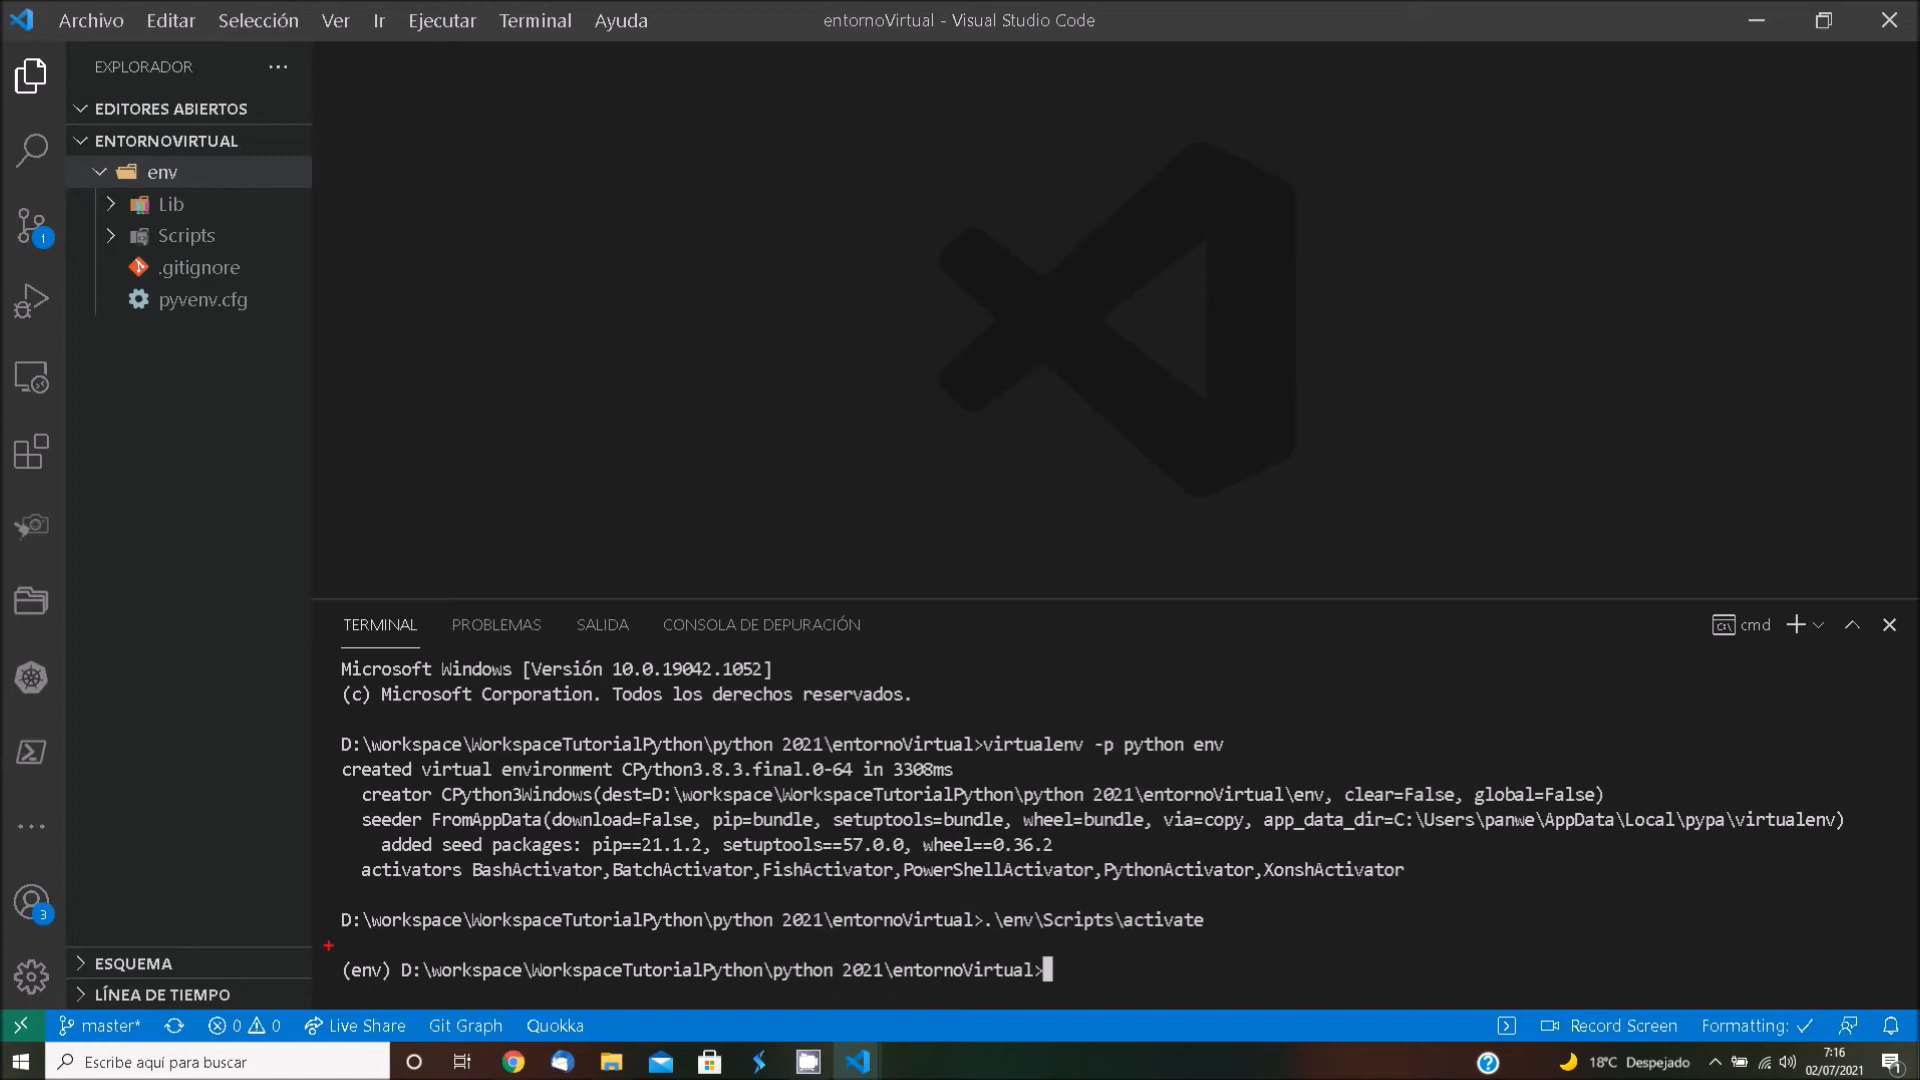 Archivo Editar Selección Ver Ir Ejecutar Terminal Ayuda
entornoVirtual - Visual Studio Code
EXPLORADOR
EDITORES ABIERTOS
ENTORNOVIRTUAL
env
Lib
Scripts
.gitignore
pyvenv.cfg
1
3
ESQUEMA
LÍNEA DE TIEMPO
TERMINAL PROBLEMAS SALIDA CONSOLA DE DEPURACIÓN
cmd
Microsoft Windows [Versión 10.0.19042.1052]
(c) Microsoft Corporation. Todos los derechos reservados.
D:\workspace\WorkspaceTutorialPython\python 2021\entornoVirtual>virtualenv -p python env
created virtual environment CPython3.8.3.final.0-64 in 3308ms
creator CPython3Windows(dest=D:\workspace\WorkspaceTutorialPython\python 2021\entornoVirtual\env, clear=False, global=False)
seeder FromAppData(download=False, pip=bundle, setuptools=bundle, wheel=bundle, via=copy, app_data_dir=C:\Users\panwe\AppData\Local\pypa\virtualenv)
added seed packages: pip==21.1.2, setuptools==57.0.0, wheel==0.36.2
activators BashActivator,BatchActivator,FishActivator,PowerShellActivator,PythonActivator,XonshActivator
D:\workspace\WorkspaceTutorialPython\python 2021\entornoVirtual>.\env\Scripts\activate
(env) D:\workspace\WorkspaceTutorialPython\python 2021\entornoVirtual>
master* 0 0 Live Share Git Graph Quokka
Record Screen Formatting:
Escribe aquí para buscar
18°C Despejado
7:16
02/07/2021
1